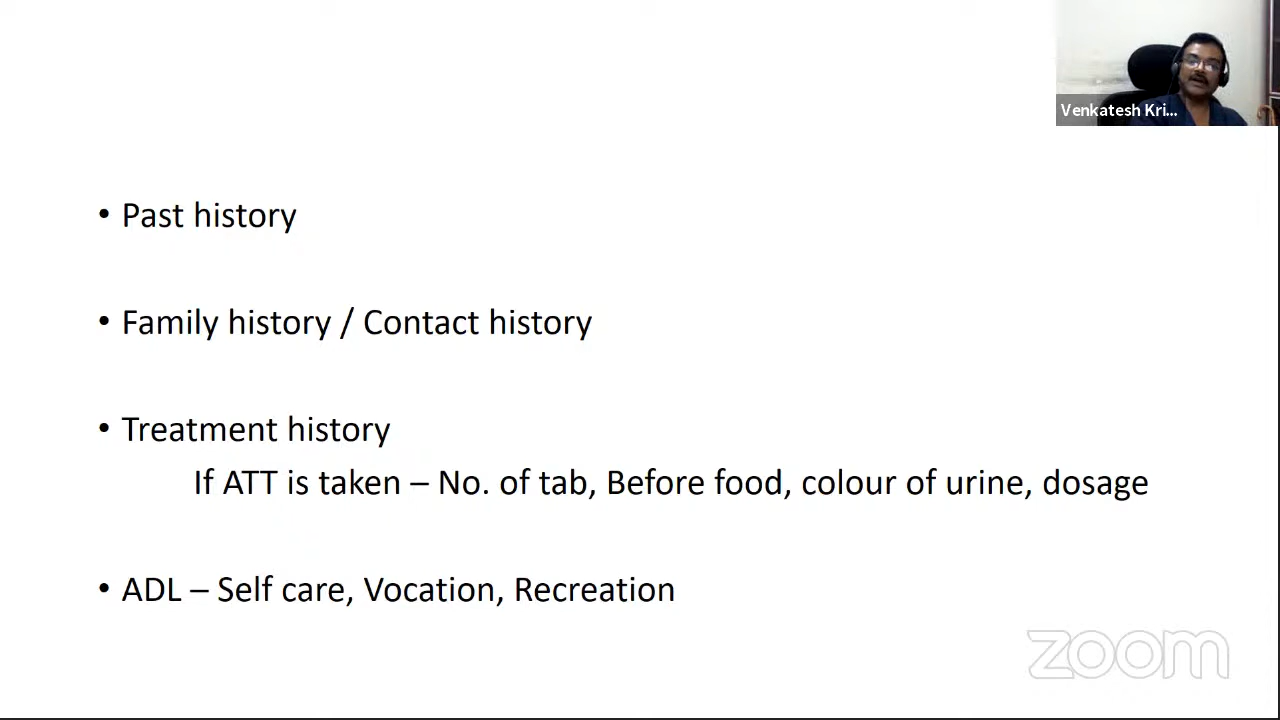 Venkatesh Kri...
• Past history
• Family history / Contact history
• Treatment history
If ATT is taken – No. of tab, Before food, colour of urine, dosage
• ADL – Self care, Vocation, Recreation
zoom